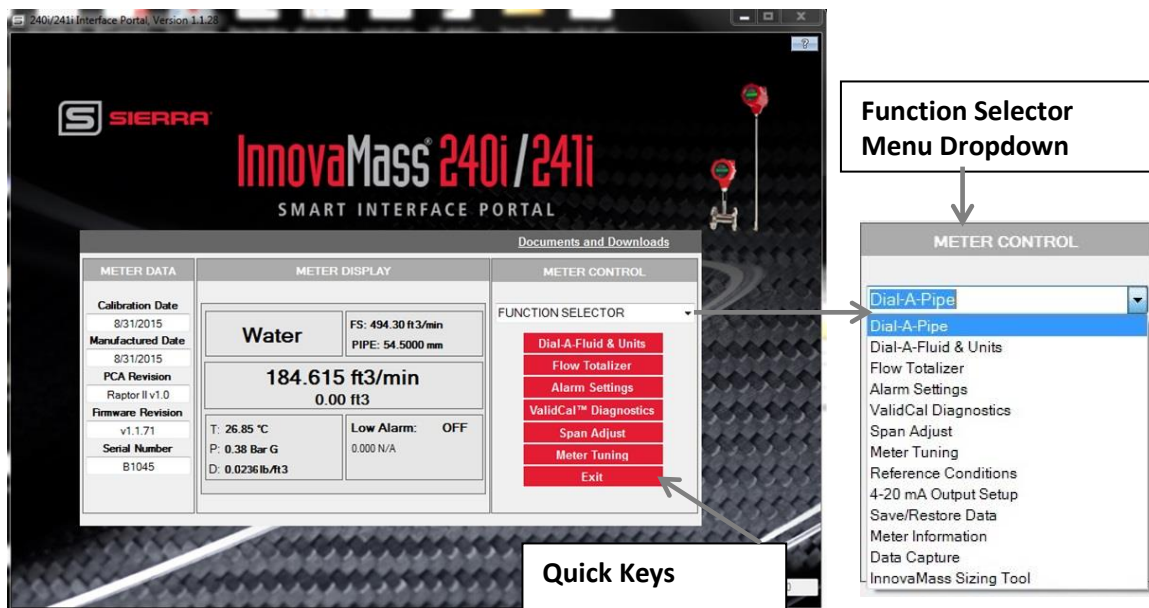 240i/241i Interface Portal, Version 1.1.28
?
SIERRA
InnovaMass® 240i / 241i
SMART INTERFACE PORTAL
Documents and Downloads
METER DATA
Calibration Date
8/31/2015
Manufactured Date
8/31/2015
PCA Revision
Raptor II v1.0
Firmware Revision
v1.1.71
Serial Number
B1045
METER DISPLAY
Water
FS: 494.30 ft3/min
PIPE: 54.5000 mm
184.615 ft3/min
0.00 ft3
T: 26.85 °C
P: 0.38 Bar G
D: 0.0236 lb/ft3
Low Alarm: OFF
0.000 N/A
METER CONTROL
FUNCTION SELECTOR
Dial-A-Fluid & Units
Flow Totalizer
Alarm Settings
ValidCal™ Diagnostics
Span Adjust
Meter Tuning
Exit
Quick Keys
Function Selector
Menu Dropdown
METER CONTROL
Dial-A-Pipe
Dial-A-Pipe
Dial-A-Fluid & Units
Flow Totalizer
Alarm Settings
ValidCal Diagnostics
Span Adjust
Meter Tuning
Reference Conditions
4-20 mA Output Setup
Save/Restore Data
Meter Information
Data Capture
InnovaMass Sizing Tool